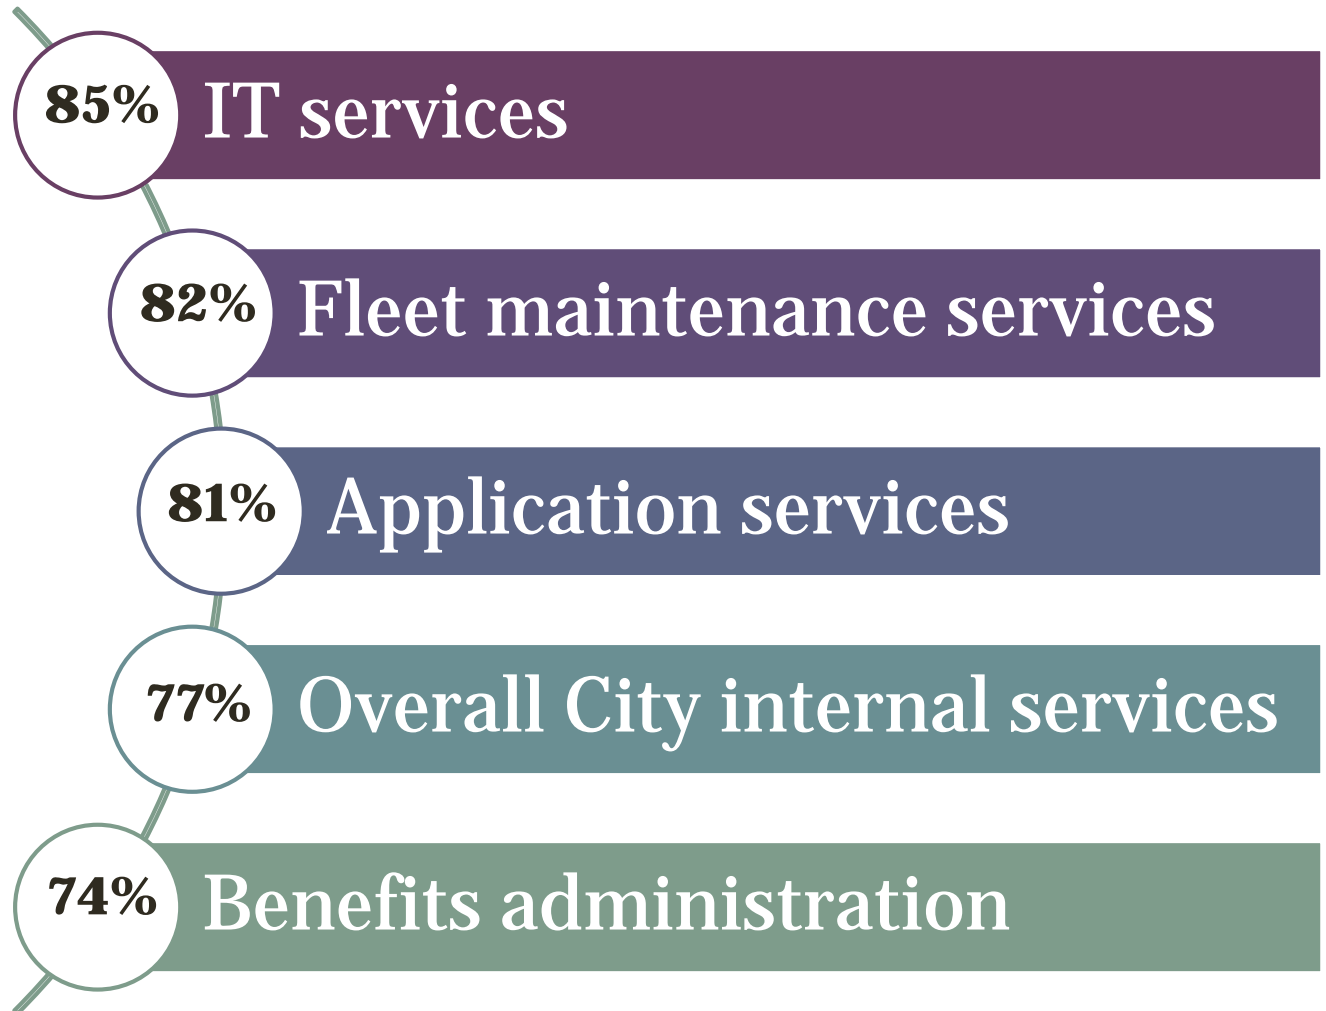 85% IT services
82% Fleet maintenance services
81% Application services
77% Overall City internal services
74% Benefits administration